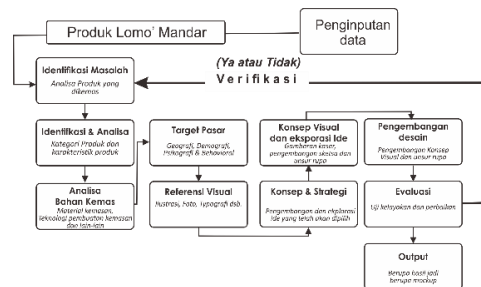 Produk Lomo' Mandar
Penginputan
data
(Ya atau Tidak)
Verifikasi
Identifikasi Masalah
Analisa Produk yang
dikemas
Identifikasi & Analisa
Kategori Produk dan
karakteristik produk
Analisa
Bahan Kemas
Material kemasan,
teknologi pembuatan kemasan
dan lain-lain
Target Pasar
Geografi, Demografi,
Psikografi & Behaviorsl
Referensi Visual
Ilustrasi, Foto, Typografi dsb.
Konsep Visual
dan eksporasi Ide
Gambaran kasar,
pengembangan sketsa dan
unsur rupa
Konsep & Strategi
Pengembangan dan ekplorasi
Ide yang telah akan dipilih
Pengembangan
desain
Pengembangan Konsep
Visual dan unsur rupa
Evaluasi
Uji kelayakan dan perbaikan
Output
Berupa hasil jadi
berupa mockup